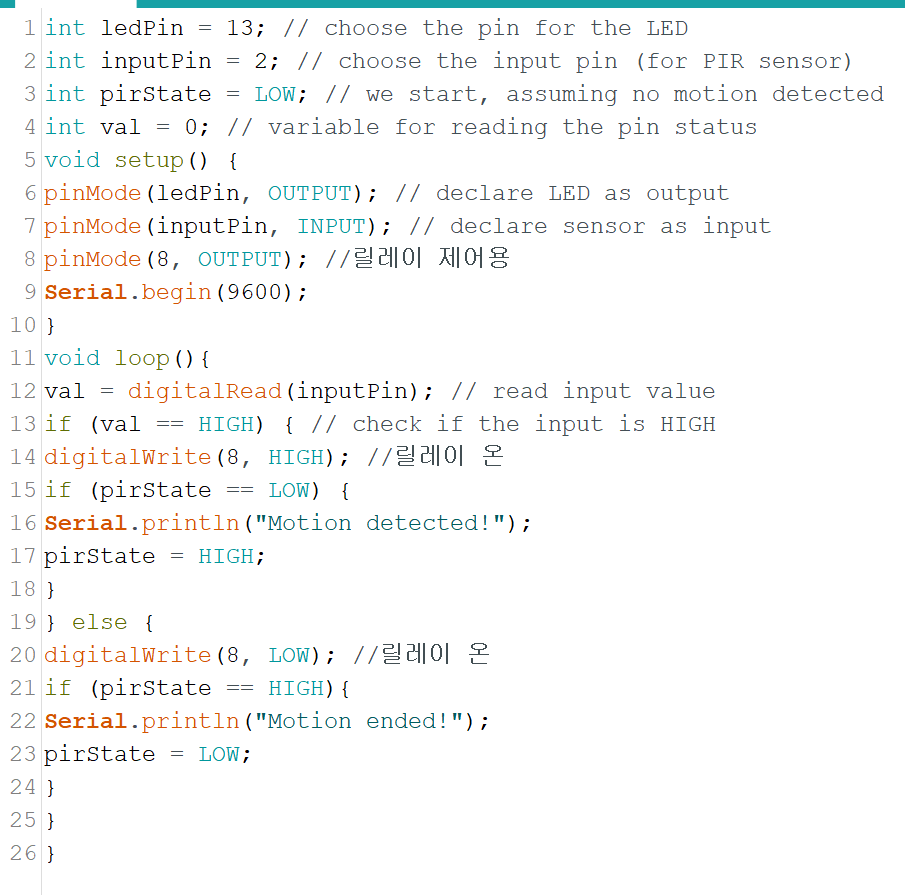 1 int ledPin = 13; // choose the pin for the LED
2 int inputPin = 2; // choose the input pin (for PIR sensor)
3 int pirState = LOW; // we start, assuming no motion detected
4 int val = 0; // variable for reading the pin status
5 void setup() {
6 pinMode(ledPin, OUTPUT); // declare LED as output
7 pinMode(inputPin, INPUT); // declare sensor as input
8 pinMode(8, OUTPUT); //릴레이 제어용
9 Serial.begin(9600);
10 }
11 void loop(){
12 val = digitalRead(inputPin); // read input value
13 if (val == HIGH) { // check if the input is HIGH
14 digitalWrite(8, HIGH); //릴레이 온
15 if (pirState == LOW) {
16 Serial.println("Motion detected!");
17 pirState = HIGH;
18 }
19 } else {
20 digitalWrite(8, LOW); //릴레이 온
21 if (pirState == HIGH){
22 Serial.println("Motion ended!");
23 pirState = LOW;
24 }
25 }
26 }